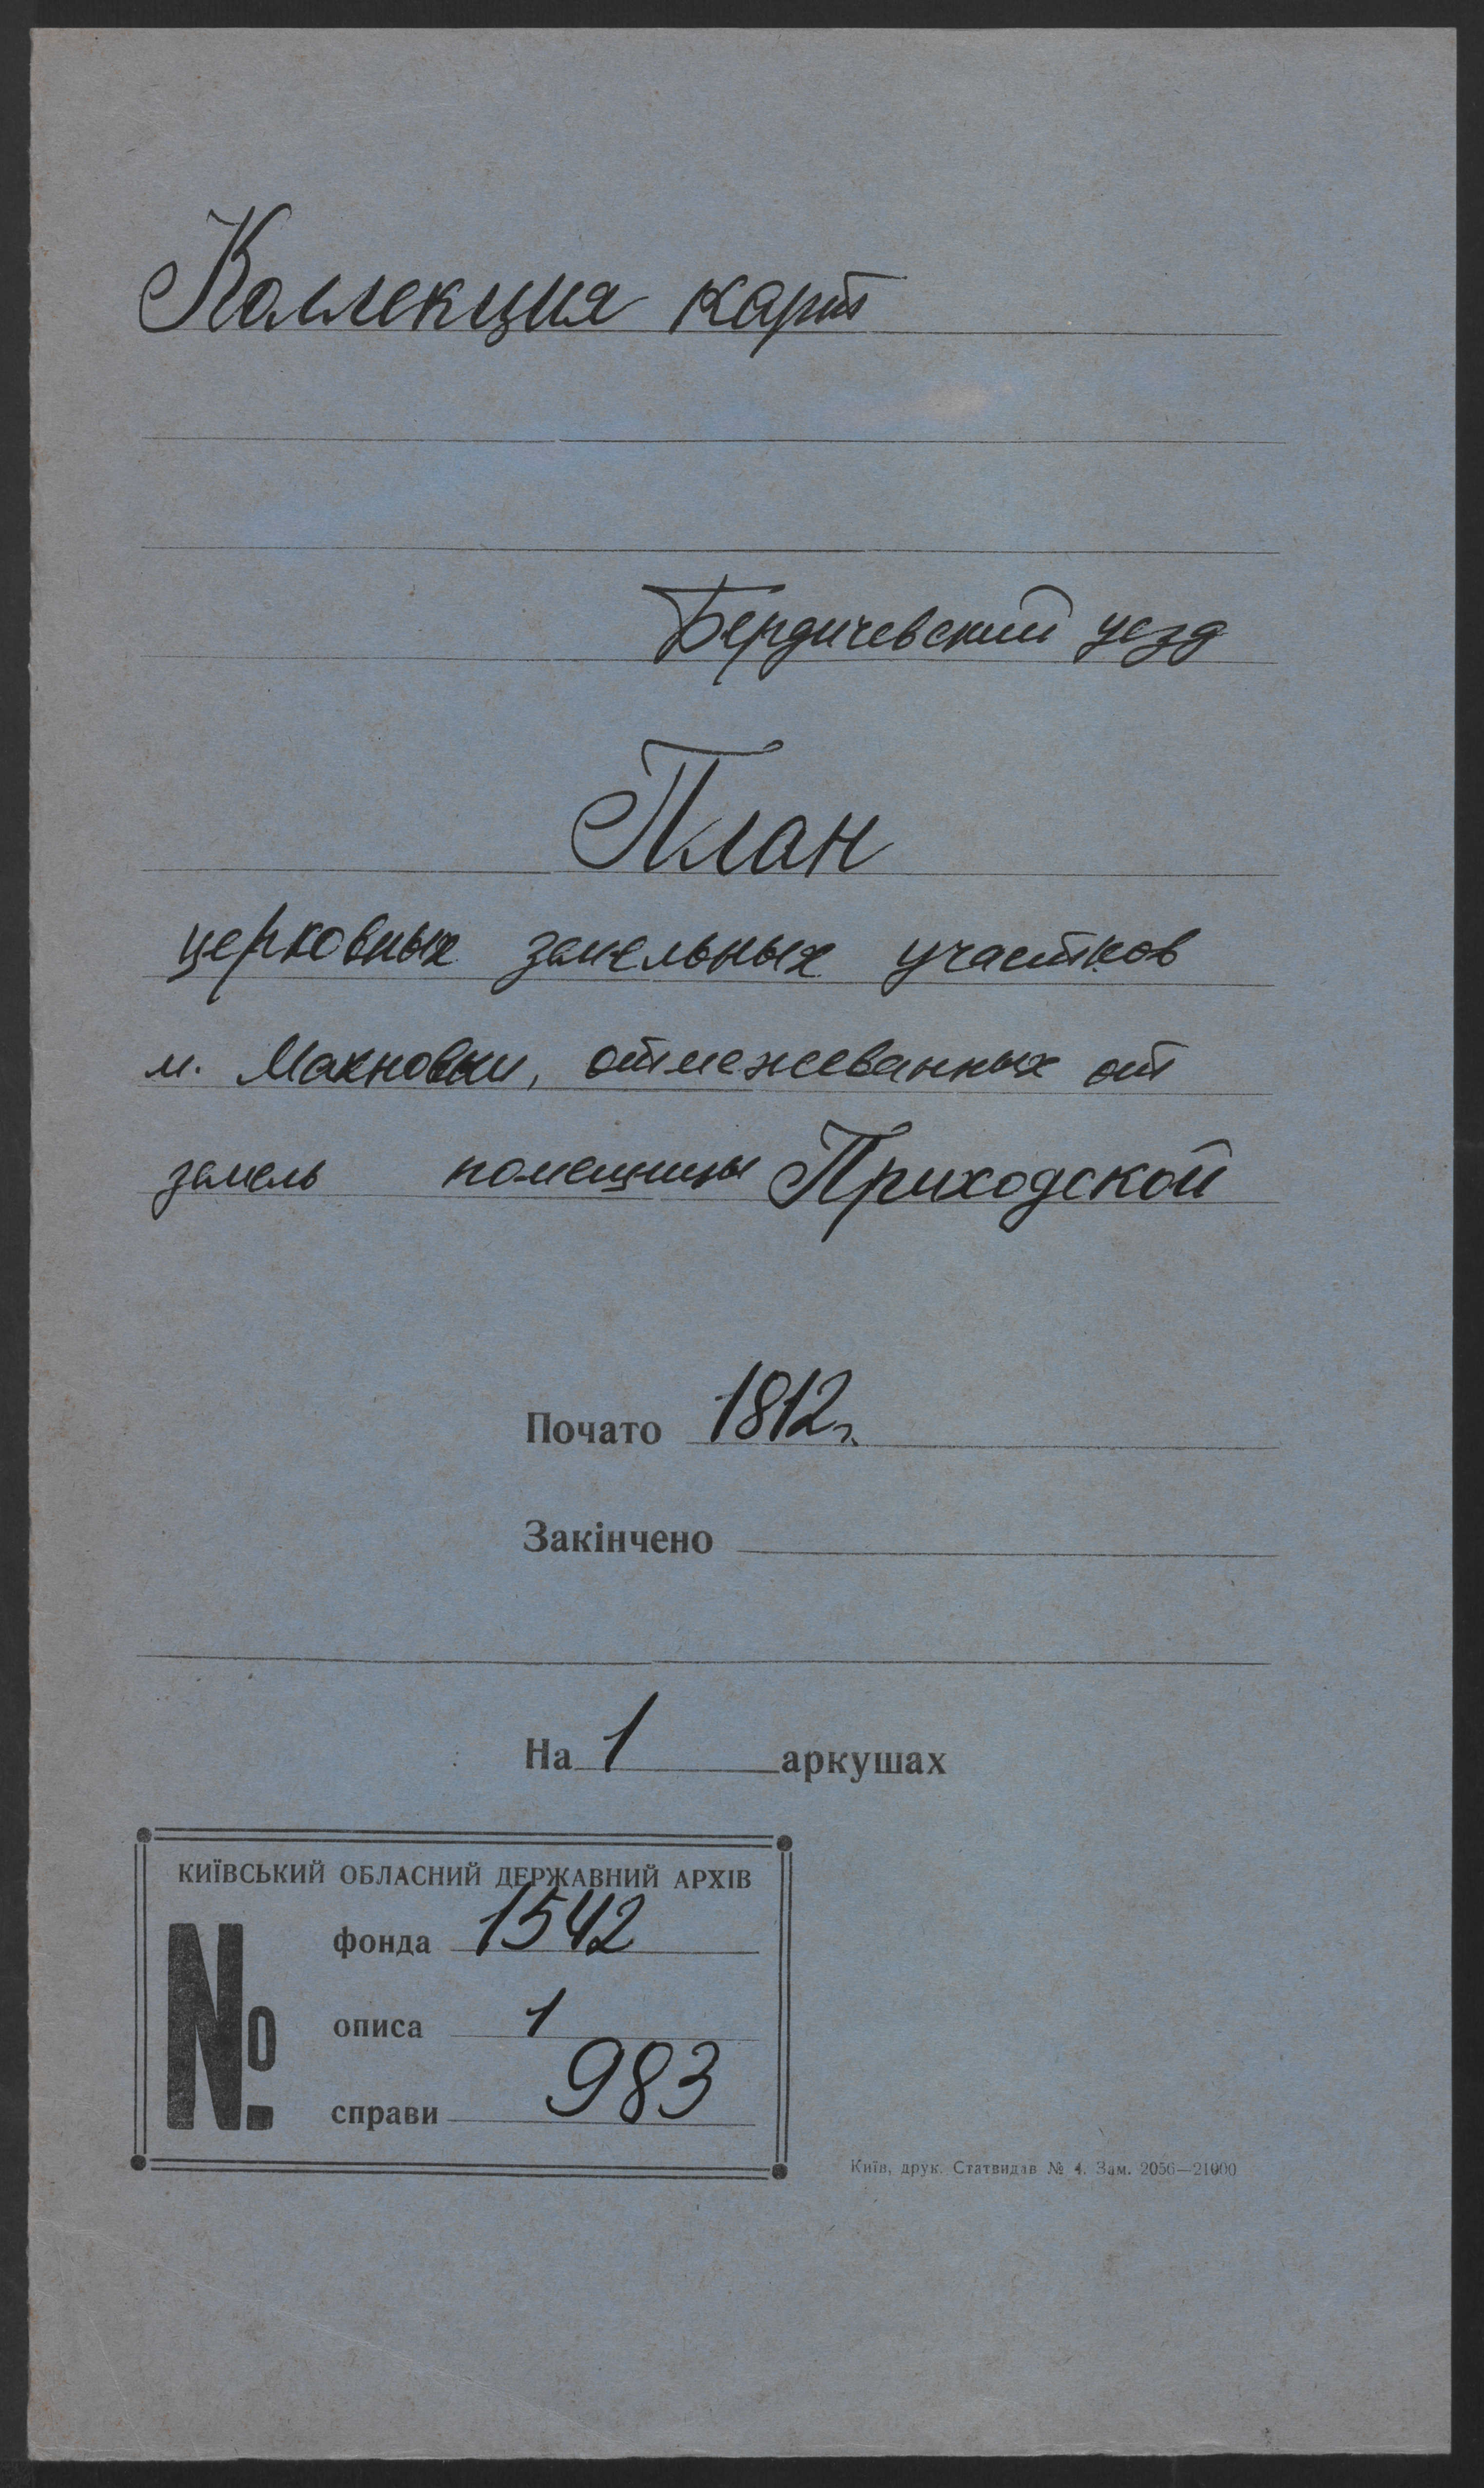 Коллекция карт
Бердичевский уезд
План
церковных земельных участков
м. Махновки, отмежеванных от
земель помещицы Приходской
Почато 1812 г.
Закінчено
На 1 аркушах
КИЇВСЬКИЙ ОБЛАСНИЙ ДЕРЖАВНИЙ АРХІВ
№
фонда 1542
описа 1
справи 983
Київ, друк. Статвидав № 4. Зам. 2056—21000